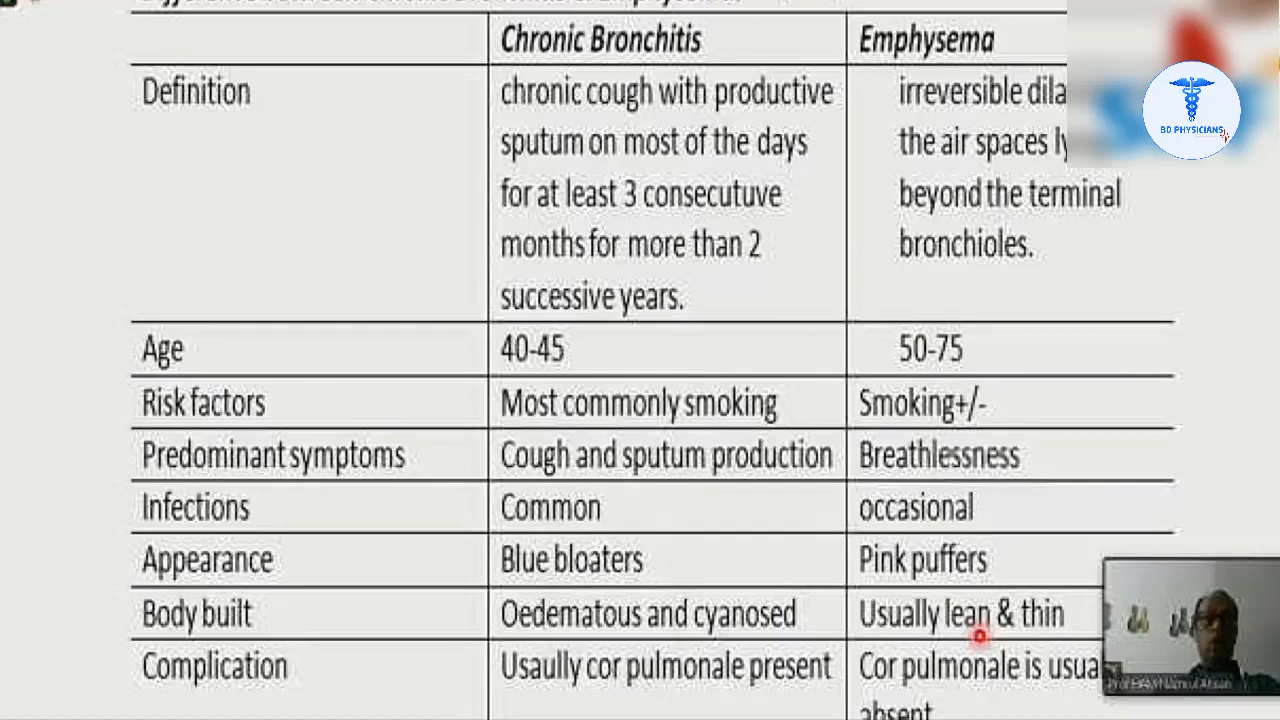 Chronic Bronchitis Emphysema
Definition chronic cough with productive irreversible
sputum on most of the days the air spaces
for at least 3 consecutuve beyond the terminal
months for more than 2 bronchioles.
successive years.
Age 40-45 50-75
Risk factors Most commonly smoking Smoking+/-
Predominant symptoms Cough and sputum production Breathlessness
Infections Common occasional
Appearance Blue bloaters Pink puffers
Body built Oedematous and cyanosed Usually lean & thin
Complication Usaully cor pulmonale present Cor pulmonale is
absent
BD PHYSICIANS